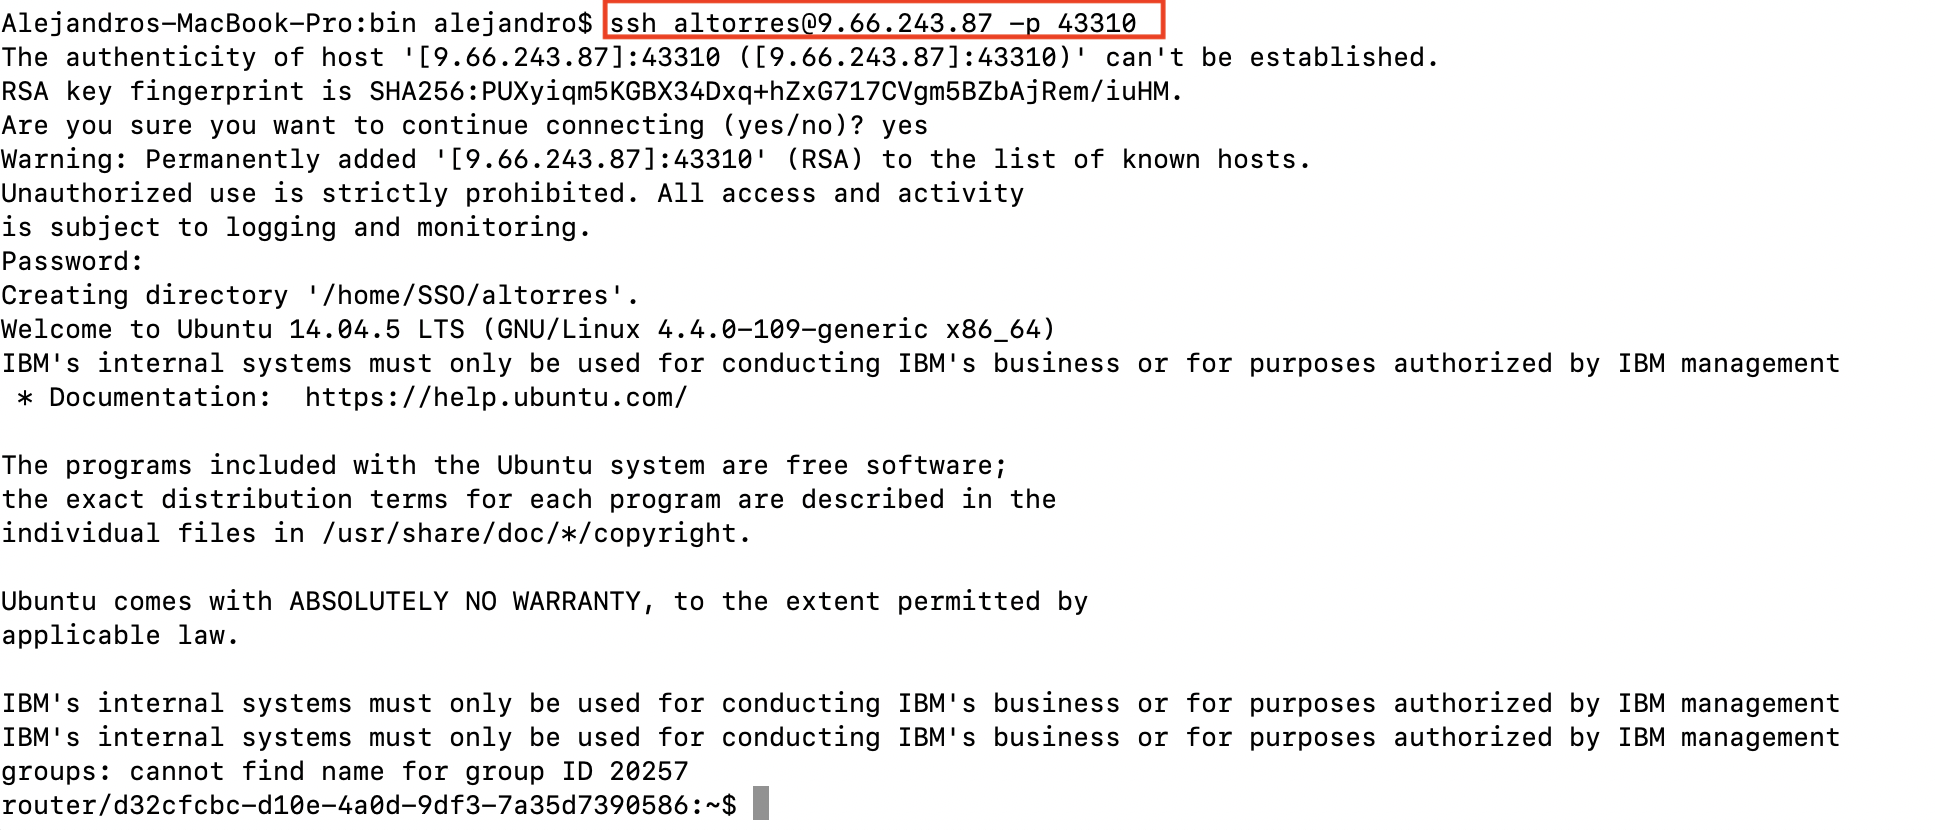 Alejandros-MacBook-Pro:bin alejandro$ ssh altorres@9.66.243.87 -p 43310
The authenticity of host '[9.66.243.87]:43310 ([9.66.243.87]:43310)' can't be established.
RSA key fingerprint is SHA256:PUXyiqm5KGBX34Dxq+hZxG717CVgm5BZbAjRem/iuHM.
Are you sure you want to continue connecting (yes/no)? yes
Warning: Permanently added '[9.66.243.87]:43310' (RSA) to the list of known hosts.
Unauthorized use is strictly prohibited. All access and activity
is subject to logging and monitoring.
Password:
Creating directory '/home/SSO/altorres'.
Welcome to Ubuntu 14.04.5 LTS (GNU/Linux 4.4.0-109-generic x86_64)
IBM's internal systems must only be used for conducting IBM's business or for purposes authorized by IBM management
 * Documentation:  https://help.ubuntu.com/

The programs included with the Ubuntu system are free software;
the exact distribution terms for each program are described in the
individual files in /usr/share/doc/*/copyright.

Ubuntu comes with ABSOLUTELY NO WARRANTY, to the extent permitted by
applicable law.

IBM's internal systems must only be used for conducting IBM's business or for purposes authorized by IBM management
IBM's internal systems must only be used for conducting IBM's business or for purposes authorized by IBM management
groups: cannot find name for group ID 20257
router/d32cfcbc-d10e-4a0d-9df3-7a35d7390586:~$